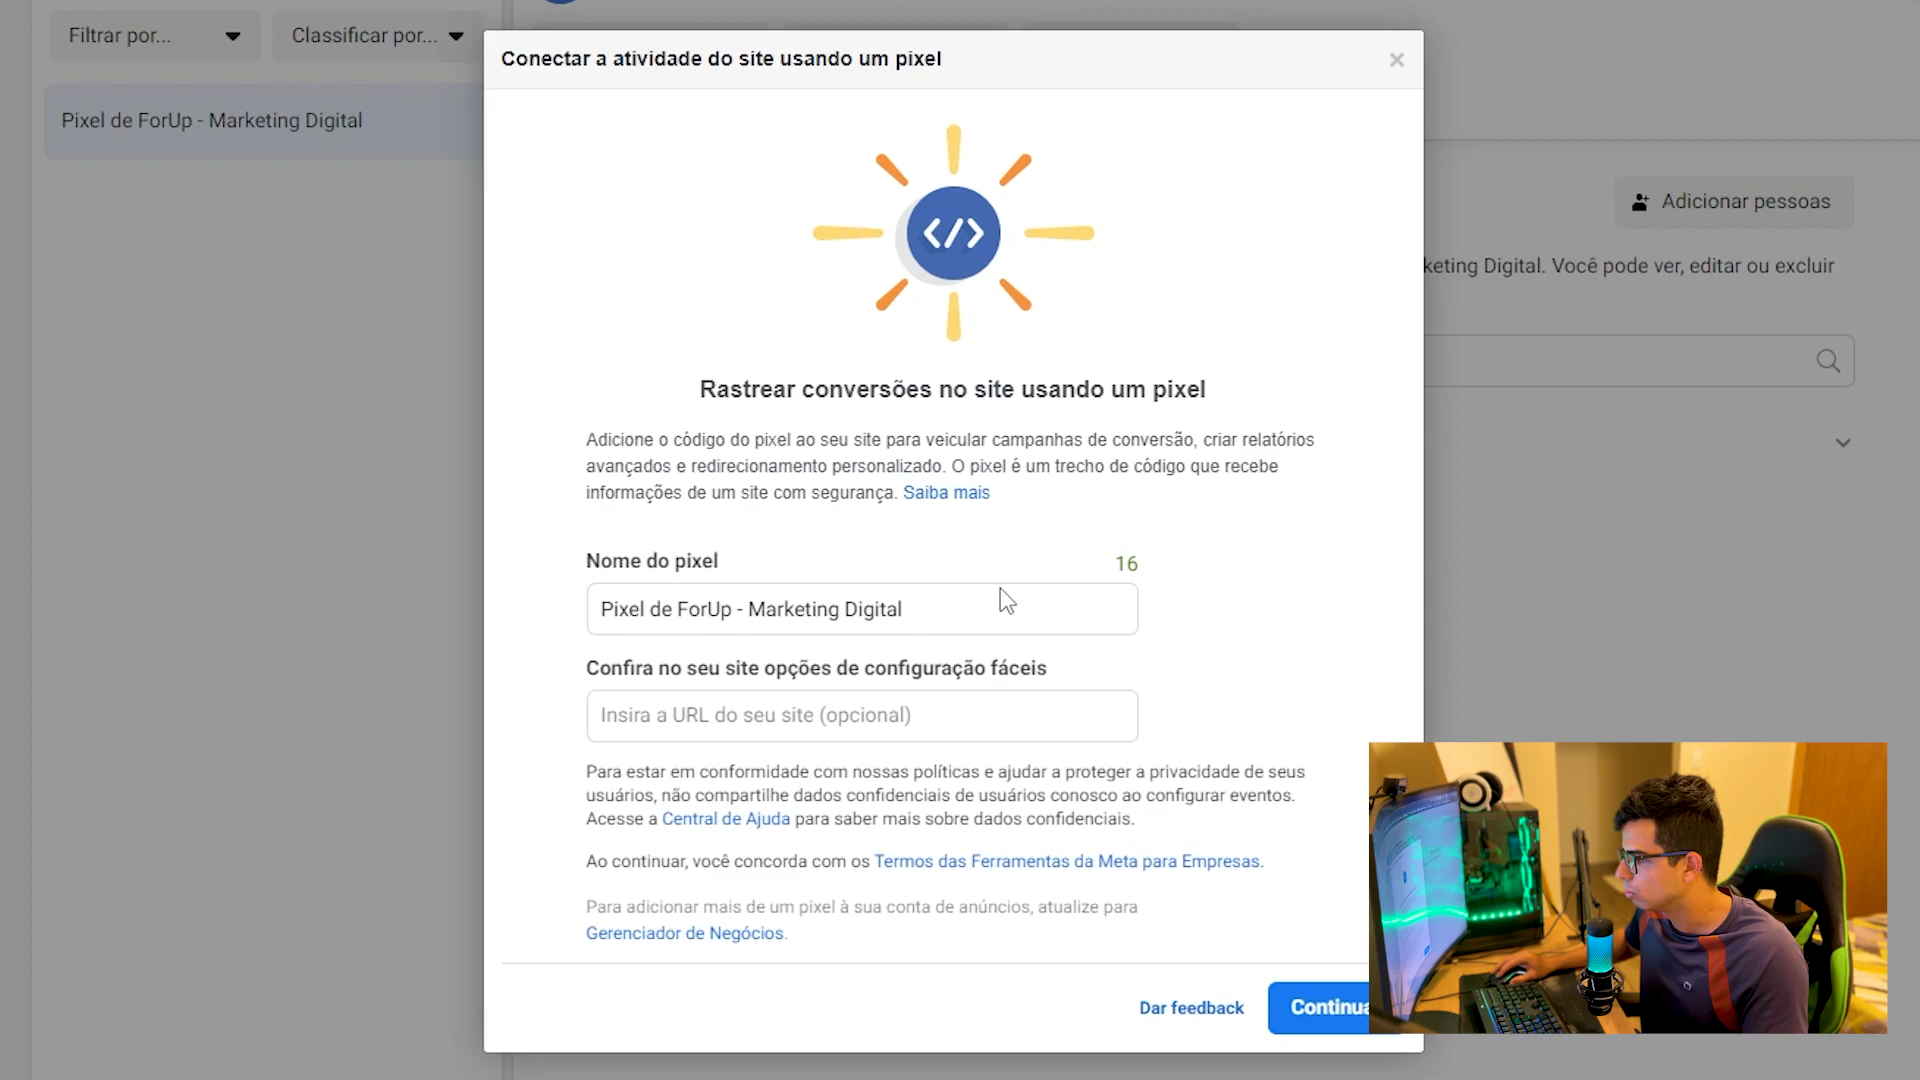 Filtrar por...
Classificar por...
Pixel de ForUp - Marketing Digital
Conectar a atividade do site usando um pixel
×
</>
Adicionar pessoas
keting Digital. Você pode ver, editar ou excluir
Rastrear conversões no site usando um pixel
Adicione o código do pixel ao seu site para veicular campanhas de conversão, criar relatórios
avançados e redirecionamento personalizado. O pixel é um trecho de código que recebe
informações de um site com segurança. Saiba mais
Nome do pixel
16
Pixel de ForUp - Marketing Digital
Confira no seu site opções de configuração fáceis
Insira a URL do seu site (opcional)
Para estar em conformidade com nossas políticas e ajudar a proteger a privacidade de seus
usuários, não compartilhe dados confidenciais de usuários conosco ao configurar eventos.
Acesse a Central de Ajuda para saber mais sobre dados confidenciais.
Ao continuar, você concorda com os Termos das Ferramentas da Meta para Empresas.
Para adicionar mais de um pixel à sua conta de anúncios, atualize para
Gerenciador de Negócios.
Dar feedback
Continua